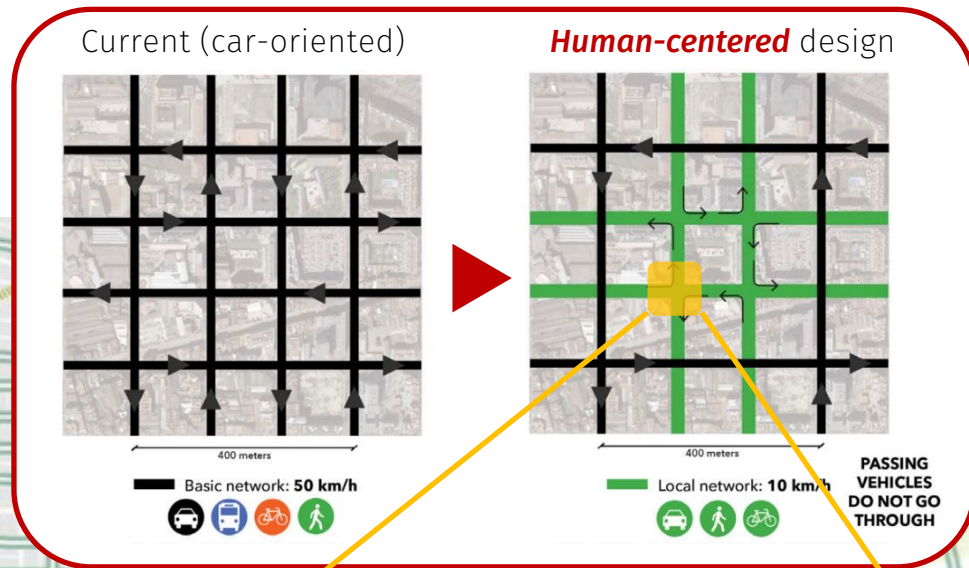 Current (car-oriented)
Human-centered design
400 meters
Basic network: 50 km/h
400 meters
Local network: 10 km/h
PASSING
VEHICLES
DO NOT GO
THROUGH